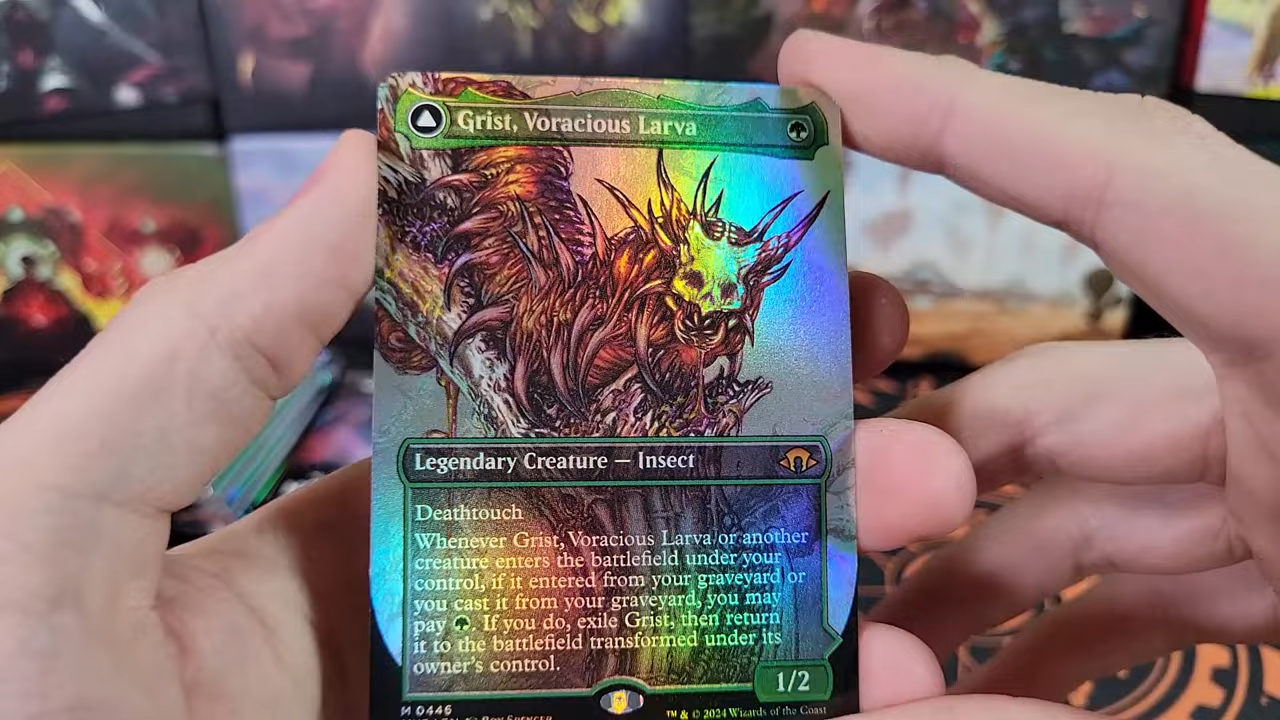 Grist, Voracious Larva
Legendary Creature — Insect
Deathtouch
Whenever Grist, Voracious Larva or another
creature enters the battlefield under your
control, if it entered from your graveyard or
you cast it from your graveyard, you may
pay . If you do, exile Grist, then return
it to the battlefield transformed under its
owner's control.
1/2
M 0446
™ & © 2024 Wizards of the Coast